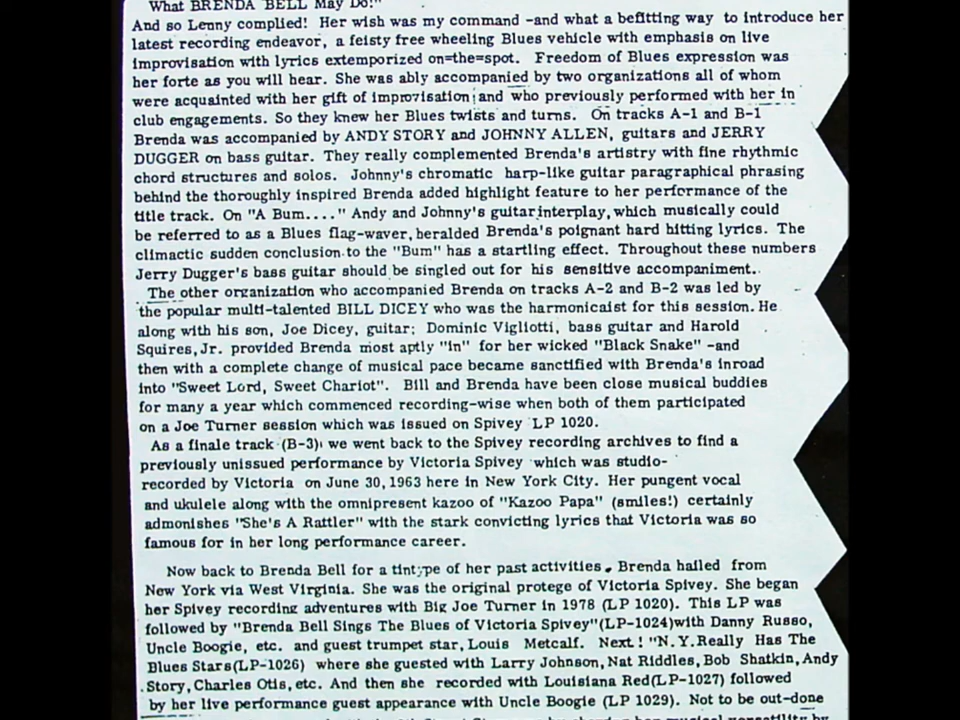 What BRENDA BELL May Do!"
And so Lenny complied! Her wish was my command -and what a befitting way to introduce her
latest recording endeavor, a feisty free wheeling Blues vehicle with emphasis on live
improvisation with lyrics extemporized on=the=spot. Freedom of Blues expression was
her forte as you will hear. She was ably accompanied by two organizations all of whom
were acquainted with her gift of improvisation; and who previously performed with her in
club engagements. So they knew her Blues twists and turns. On tracks A-1 and B-1
Brenda was accompanied by ANDY STORY and JOHNNY ALLEN, guitars and JERRY
DUGGER on bass guitar. They really complemented Brenda's artistry with fine rhythmic
chord structures and solos. Johnny's chromatic harp-like guitar paragraphical phrasing
behind the thoroughly inspired Brenda added highlight feature to her performance of the
title track. On "A Bum...." Andy and Johnny's guitar interplay, which musically could
be referred to as a Blues flag-waver, heralded Brenda's poignant hard hitting lyrics. The
climactic sudden conclusion to the "Bum" has a startling effect. Throughout these numbers
Jerry Dugger's bass guitar should be singled out for his sensitive accompaniment.
The other organization who accompanied Brenda on tracks A-2 and B-2 was led by
the popular multi-talented BILL DICEY who was the harmonicaist for this session. He
along with his son, Joe Dicey, guitar; Dominic Vigliotti, bass guitar and Harold
Squires, Jr. provided Brenda most aptly "in" for her wicked "Black Snake" -and
then with a complete change of musical pace became sanctified with Brenda's inroad
into "Sweet Lord, Sweet Chariot". Bill and Brenda have been close musical buddies
for many a year which commenced recording-wise when both of them participated
on a Joe Turner session which was issued on Spivey LP 1020.
As a finale track (B-3) we went back to the Spivey recording archives to find a
previously unissued performance by Victoria Spivey which was studio-
recorded by Victoria on June 30, 1963 here in New York City. Her pungent vocal
and ukulele along with the omnipresent kazoo of "Kazoo Papa" (smiles!) certainly
admonishes "She's A Rattler" with the stark convicting lyrics that Victoria was so
famous for in her long performance career.
Now back to Brenda Bell for a tintype of her past activities. Brenda hailed from
New York via West Virginia. She was the original protege of Victoria Spivey. She began
her Spivey recording adventures with Big Joe Turner in 1978 (LP 1020). This LP was
followed by "Brenda Bell Sings The Blues of Victoria Spivey"(LP-1024)with Danny Russo,
Uncle Boogie, etc. and guest trumpet star, Louis Metcalf. Next! "N.Y.Really Has The
Blues Stars(LP-1026) where she guested with Larry Johnson, Nat Riddles, Bob Shatkin, Andy
Story, Charles Otis, etc. And then she recorded with Louisiana Red(LP-1027) followed
by her live performance guest appearance with Uncle Boogie (LP 1029). Not to be out-done